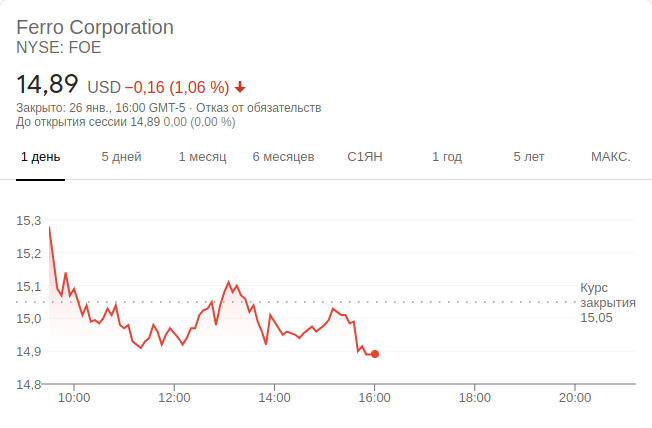 Ferro Corporation
NYSE: FOE
14,89 USD −0,16 (1,06 %)
Закрыто: 26 янв., 16:00 GMT-5 · Отказ от обязательств
До открытия сессии 14,89 0,00 (0,00 %)
1 день 5 дней 1 месяц 6 месяцев С1ЯН 1 год 5 лет МАКС.
15,3
15,2
15,1
15,0
14,9
14,8
Курс
закрытия
15,05
10:00 12:00 14:00 16:00 18:00 20:00